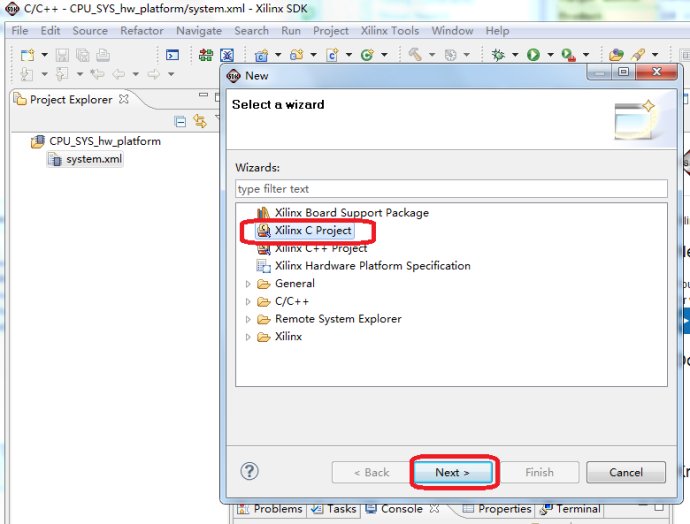 C/C++ - CPU_SYS_hw_platform/system.xml - Xilinx SDK
File Edit Source Refactor Navigate Search Run Project Xilinx Tools Window Help
Project Explorer
CPU_SYS_hw_platform
system.xml
New
Select a wizard
Wizards:
type filter text
Xilinx Board Support Package
Xilinx C Project
Xilinx C++ Project
Xilinx Hardware Platform Specification
General
C/C++
Remote System Explorer
Xilinx
< Back
Next >
Finish
Cancel
Problems Tasks Console Properties Terminal